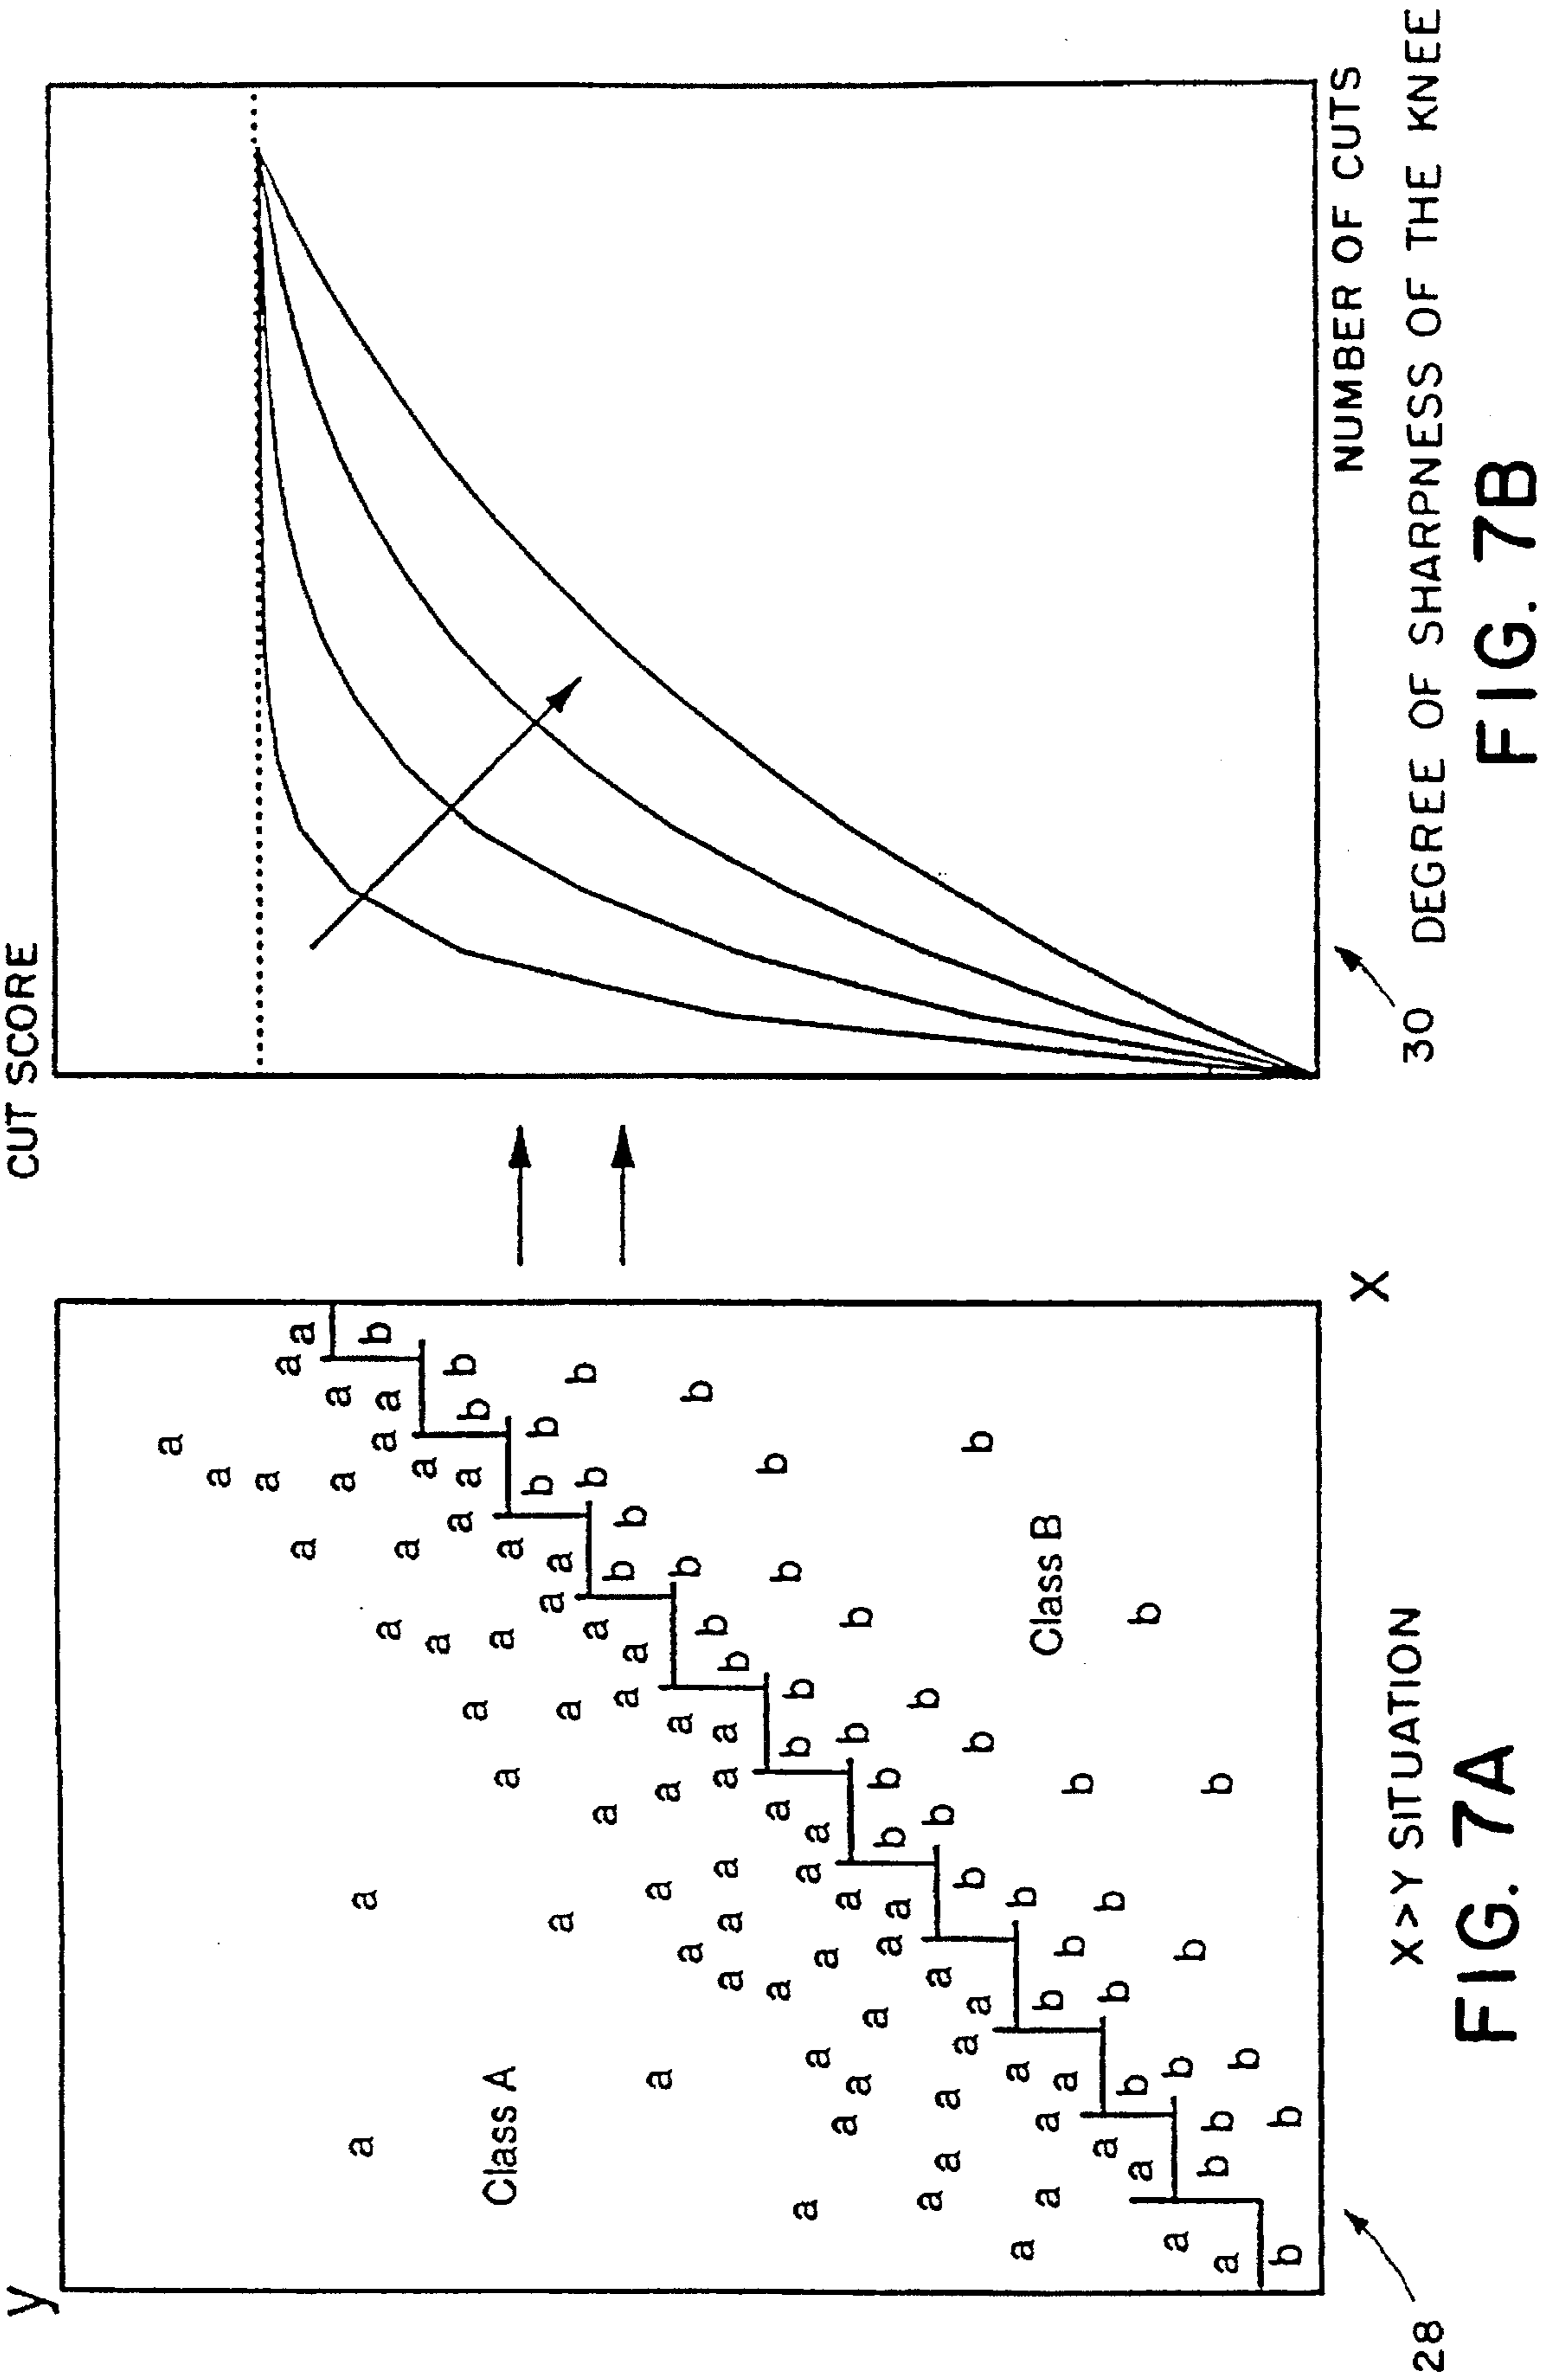 y
Class A
Class B
X
28
X > Y SITUATION
FIG. 7A
CUT SCORE
NUMBER OF CUTS
30
DEGREE OF SHARPNESS OF THE KNEE
FIG. 7B